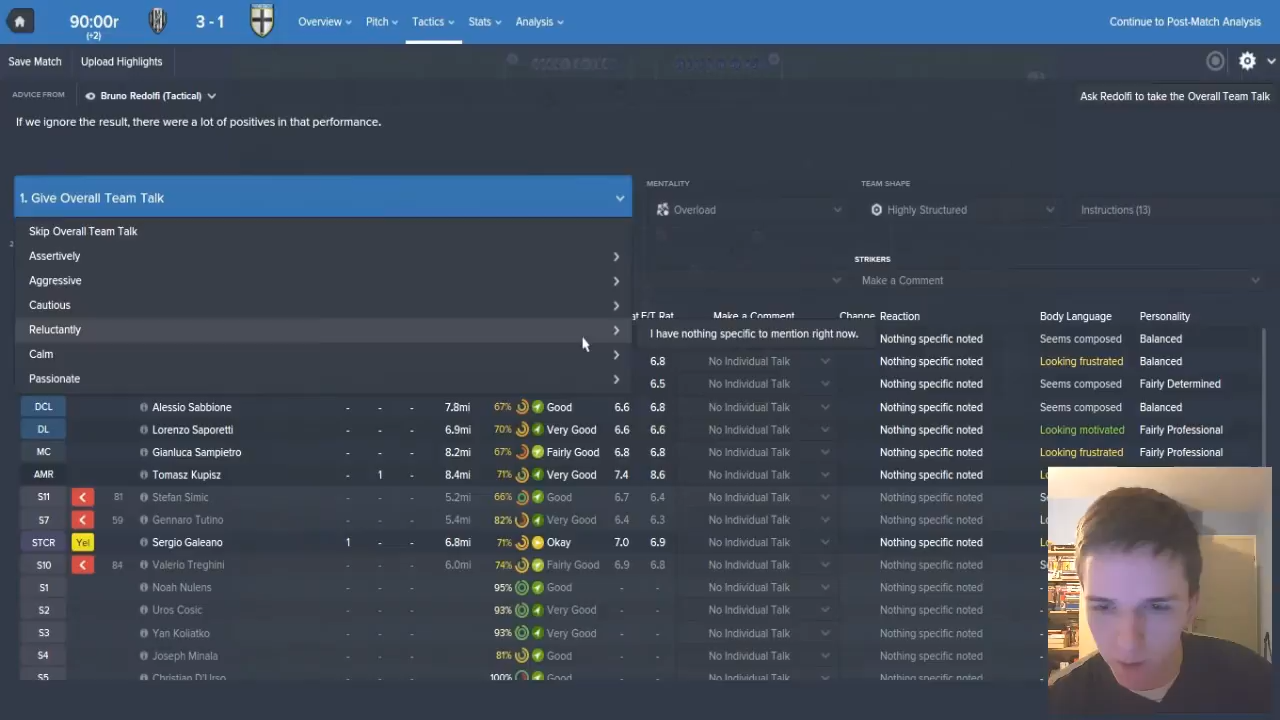 90:00r 3 - 1 Overview Pitch Tactics Stats Analysis Continue to Post-Match Analysis
(+2)
Save Match Upload Highlights
ADVICE FROM Bruno Redolfi (Tactical) Ask Redolfi to take the Overall Team Talk
If we ignore the result, there were a lot of positives in that performance.
1. Give Overall Team Talk MENTALITY TEAM SHAPE
Overload Highly Structured Instructions (13)
Skip Overall Team Talk
2
Assertively STRIKERS
Aggressive Make a Comment
Cautious
at F/T Rat Make a Comment Change Reaction Body Language Personality
Reluctantly I have nothing specific to mention right now. Nothing specific noted Seems composed Balanced
Calm 6.8 No Individual Talk Nothing specific noted Looking frustrated Balanced
Passionate 6.5 No Individual Talk Nothing specific noted Seems composed Fairly Determined
DCL Alessio Sabbione - - - 7.8mi 67% Good 6.6 6.8 No Individual Talk Nothing specific noted Seems composed Balanced
DL Lorenzo Saporetti - - - 6.9mi 70% Very Good 6.6 6.6 No Individual Talk Nothing specific noted Looking motivated Fairly Professional
MC Gianluca Sampietro - - - 8.2mi 67% Fairly Good 6.8 6.8 No Individual Talk Nothing specific noted Looking frustrated Fairly Professional
AMR Tomasz Kupisz - 1 - 8.4mi 71% Very Good 7.4 8.6 No Individual Talk Nothing specific noted
S11 81 Stefan Simic - - - 5.2mi 66% Good 6.7 6.4 No Individual Talk Nothing specific noted
S7 59 Gennaro Tutino - - - 5.4mi 82% Very Good 6.4 6.3 No Individual Talk Nothing specific noted
STCR Yel Sergio Galeano 1 - - 6.8mi 71% Okay 7.0 6.9 No Individual Talk Nothing specific noted
S10 84 Valerio Treghini - - - 6.0mi 74% Fairly Good 6.9 6.8 No Individual Talk Nothing specific noted
S1 Noah Nulens - - - 95% Good - - No Individual Talk Nothing specific noted -
S2 Uros Cosic - - - 93% Very Good - - No Individual Talk Nothing specific noted -
S3 Yan Koliatko - - - 93% Very Good - - No Individual Talk Nothing specific noted -
S4 Joseph Minala - - - 81% Good - - No Individual Talk Nothing specific noted -
S5 Christian D'Urso - - - 100% Good - - No Individual Talk Nothing specific noted -